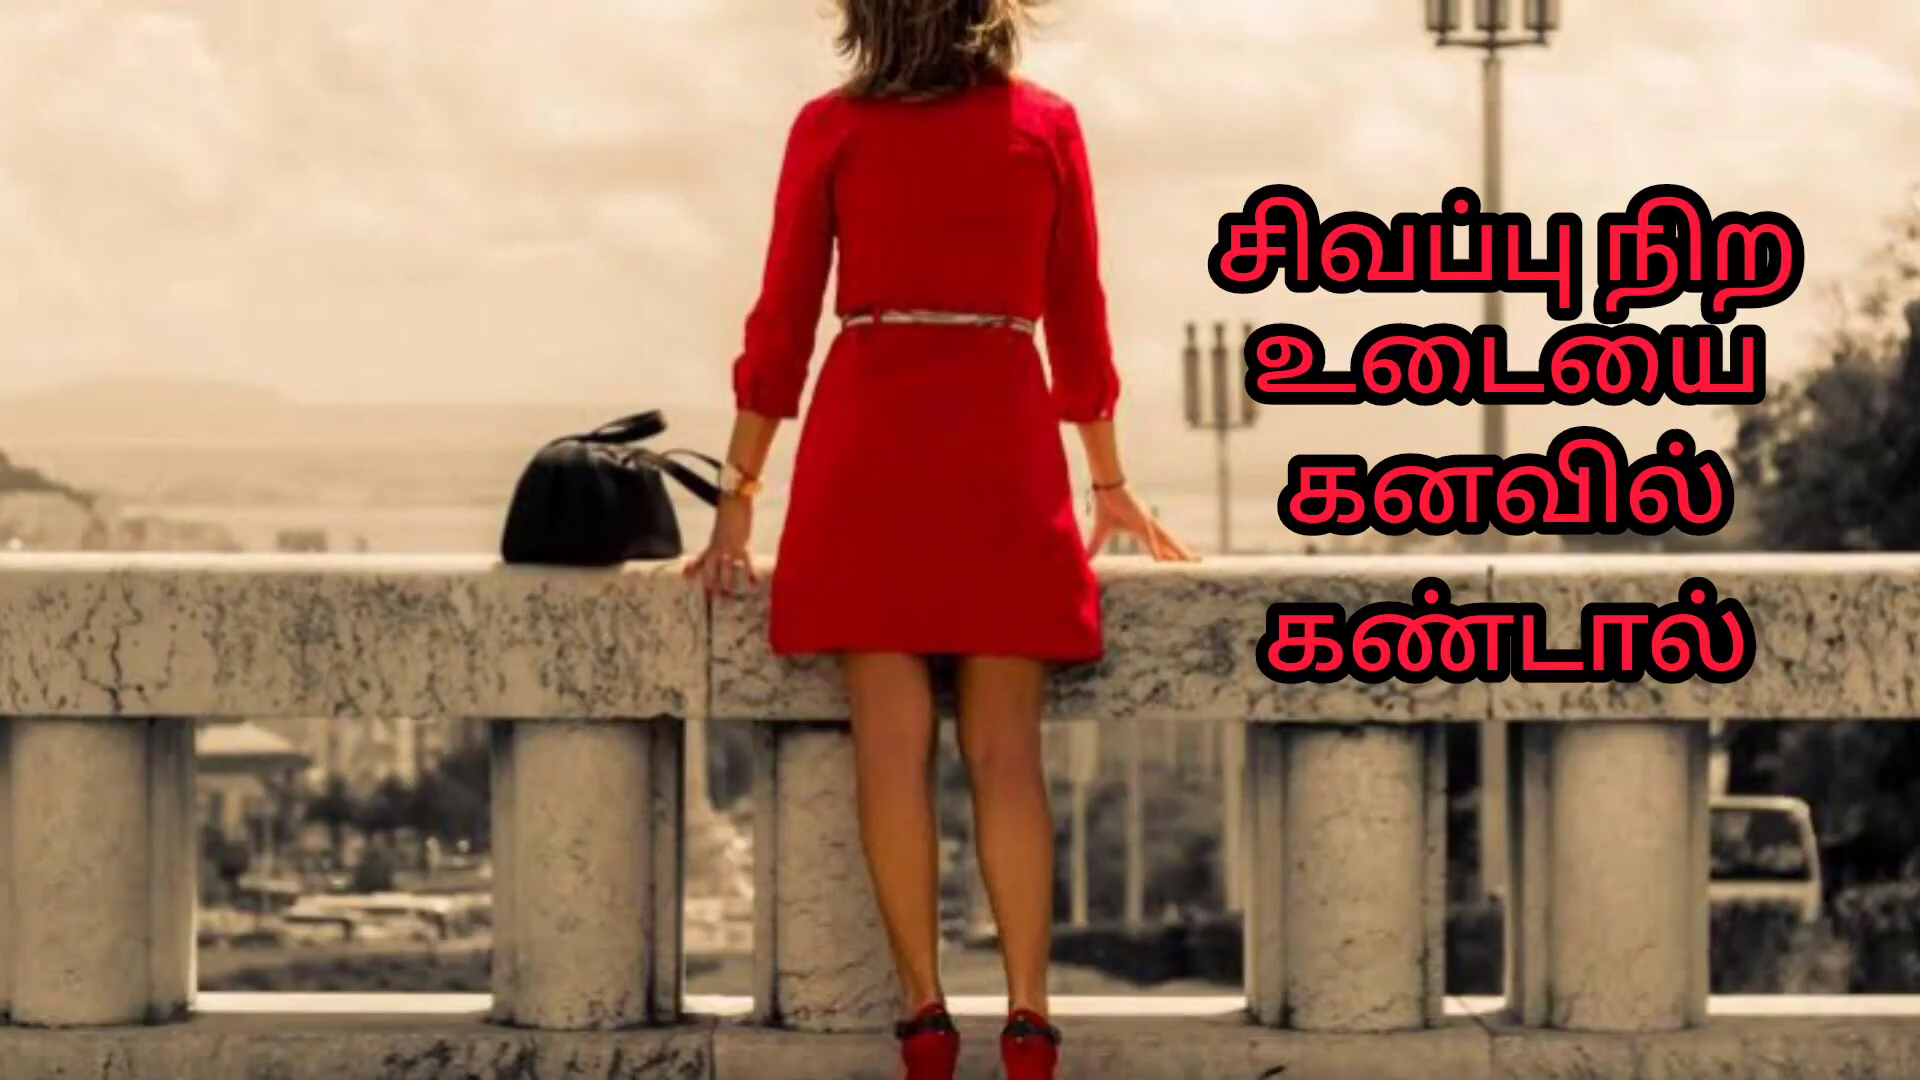 சிவப்பு நிற
உடையை
கனவில்
கண்டால்